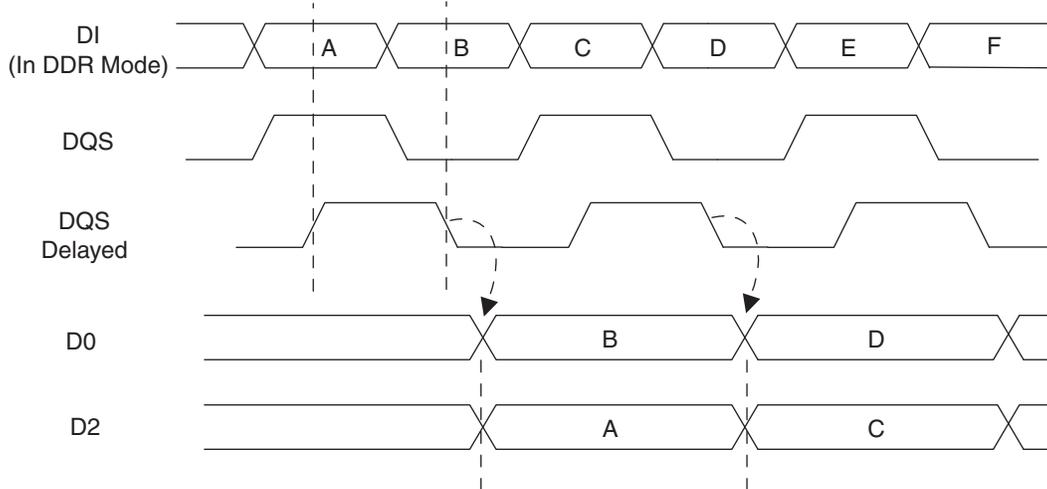 DI
(In DDR Mode)
A B C D E F
DQS
DQS
Delayed
D0
B D
D2
A C